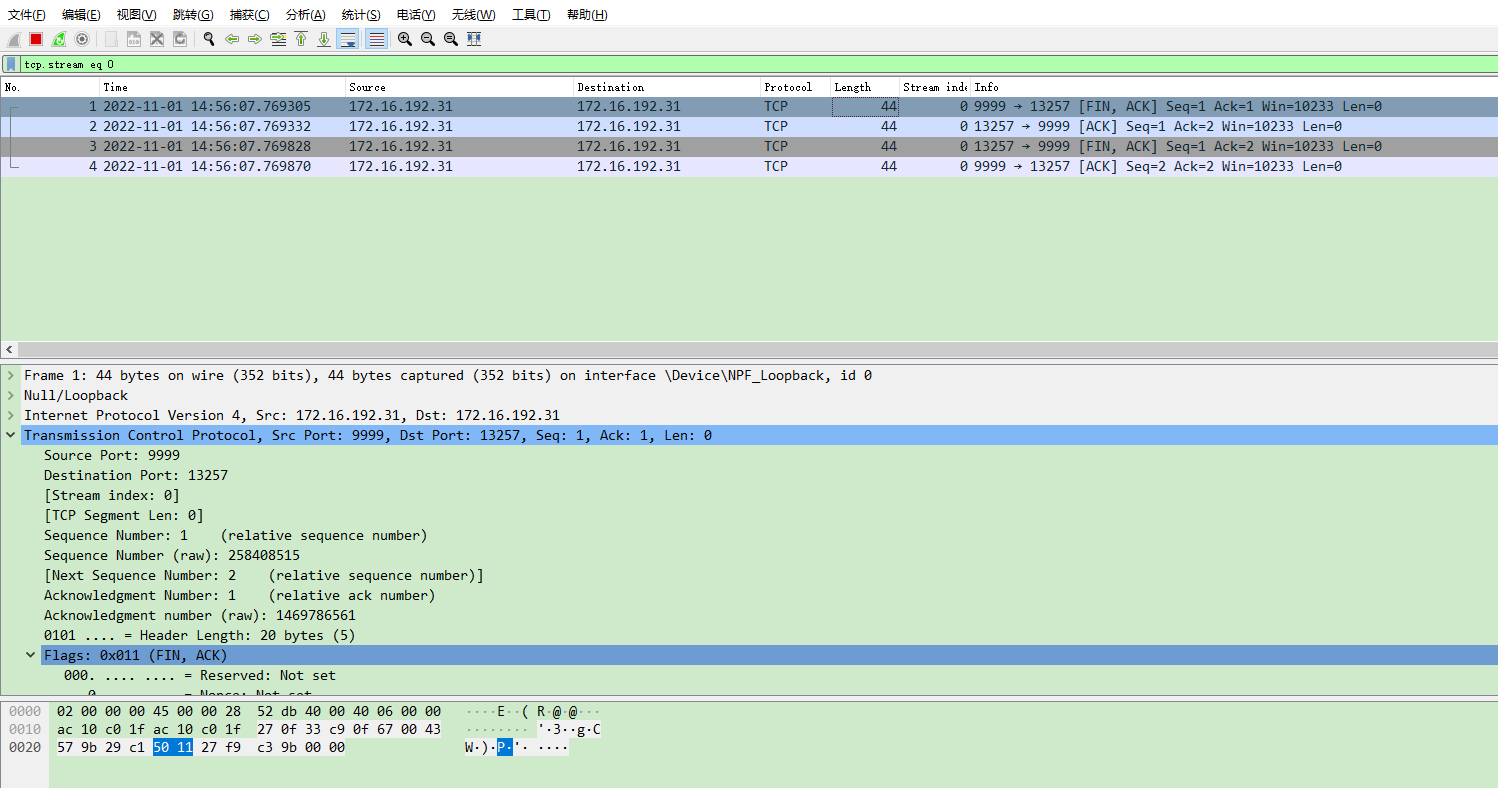 文件(F) 编辑(E) 视图(V) 跳转(G) 捕获(C) 分析(A) 统计(S) 电话(Y) 无线(W) 工具(T) 帮助(H)
tcp.stream eq 0
No. Time Source Destination Protocol Length Stream inde Info
1 2022-11-01 14:56:07.769305 172.16.192.31 172.16.192.31 TCP 44 0 9999 → 13257 [FIN, ACK] Seq=1 Ack=1 Win=10233 Len=0
2 2022-11-01 14:56:07.769332 172.16.192.31 172.16.192.31 TCP 44 0 13257 → 9999 [ACK] Seq=1 Ack=2 Win=10233 Len=0
3 2022-11-01 14:56:07.769828 172.16.192.31 172.16.192.31 TCP 44 0 13257 → 9999 [FIN, ACK] Seq=1 Ack=2 Win=10233 Len=0
4 2022-11-01 14:56:07.769870 172.16.192.31 172.16.192.31 TCP 44 0 9999 → 13257 [ACK] Seq=2 Ack=2 Win=10233 Len=0
Frame 1: 44 bytes on wire (352 bits), 44 bytes captured (352 bits) on interface \Device\NPF_Loopback, id 0
Null/Loopback
Internet Protocol Version 4, Src: 172.16.192.31, Dst: 172.16.192.31
Transmission Control Protocol, Src Port: 9999, Dst Port: 13257, Seq: 1, Ack: 1, Len: 0
Source Port: 9999
Destination Port: 13257
[Stream index: 0]
[TCP Segment Len: 0]
Sequence Number: 1    (relative sequence number)
Sequence Number (raw): 258408515
[Next Sequence Number: 2    (relative sequence number)]
Acknowledgment Number: 1    (relative ack number)
Acknowledgment number (raw): 1469786561
0101 .... = Header Length: 20 bytes (5)
Flags: 0x011 (FIN, ACK)
000. .... .... = Reserved: Not set
0000 02 00 00 00 45 00 00 28 52 db 40 00 40 06 00 00 ····E··( R·@·@···
0010 ac 10 c0 1f ac 10 c0 1f 27 0f 33 c9 0f 67 00 43 ········ '·3··g·C
0020 57 9b 29 c1 50 11 27 f9 c3 9b 00 00 W·)·P·'· ····